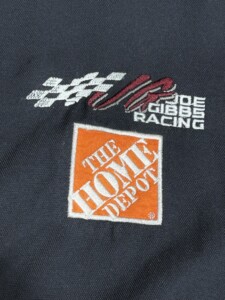 JOE
GIBBS
RACING
THE
HOME
DEPOT
®